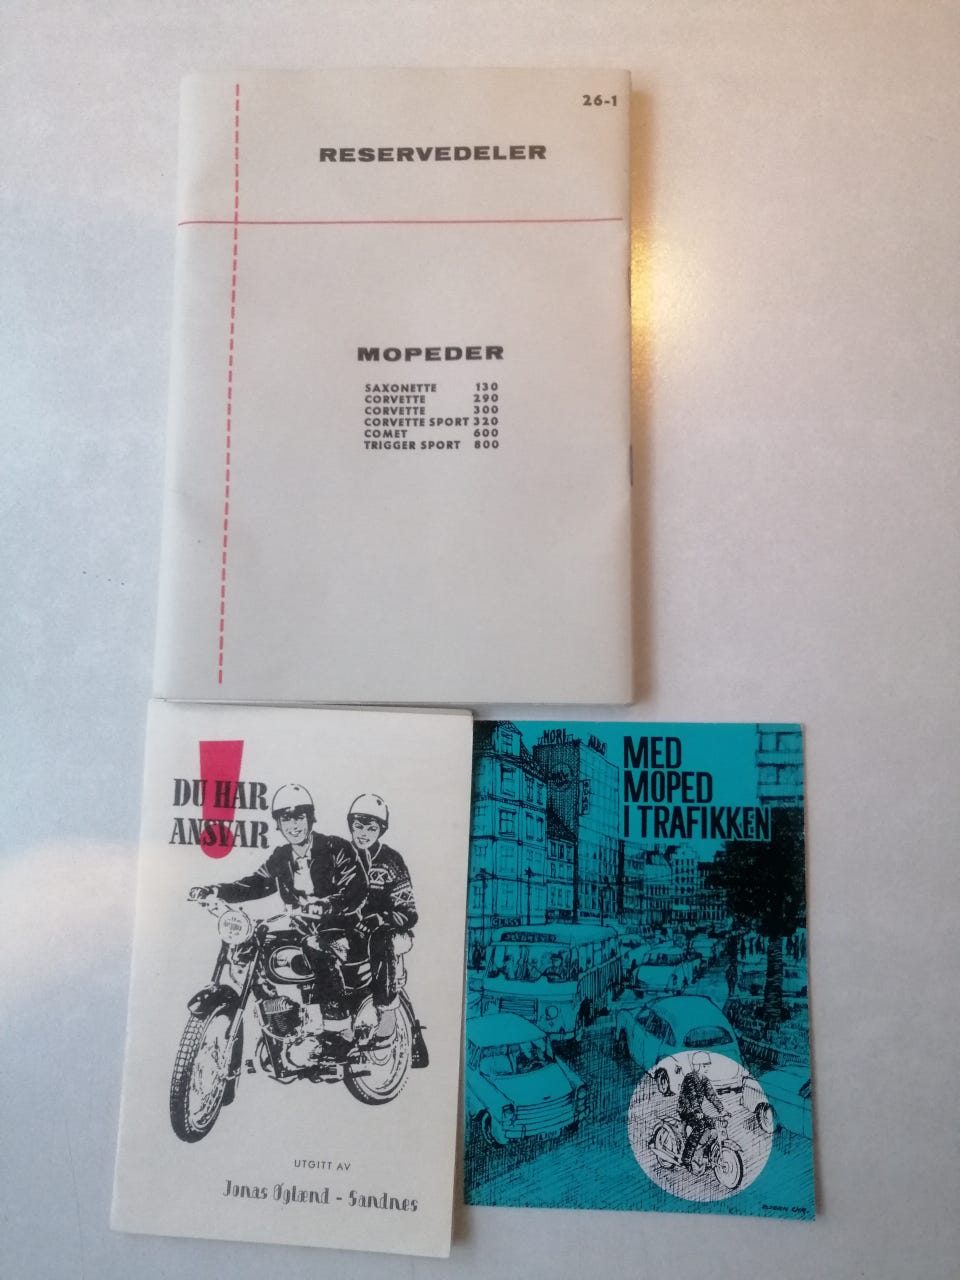 26-1
RESERVEDELER
MOPEDER
SAXONETTE 130
CORVETTE 290
CORVETTE 300
CORVETTE SPORT 320
COMET 600
TRIGGER SPORT 800
DU HAR
ANSVAR
!
UTGITT AV
Jonas Øglænd - Sandnes
MED
MOPED
I TRAFIKKEN